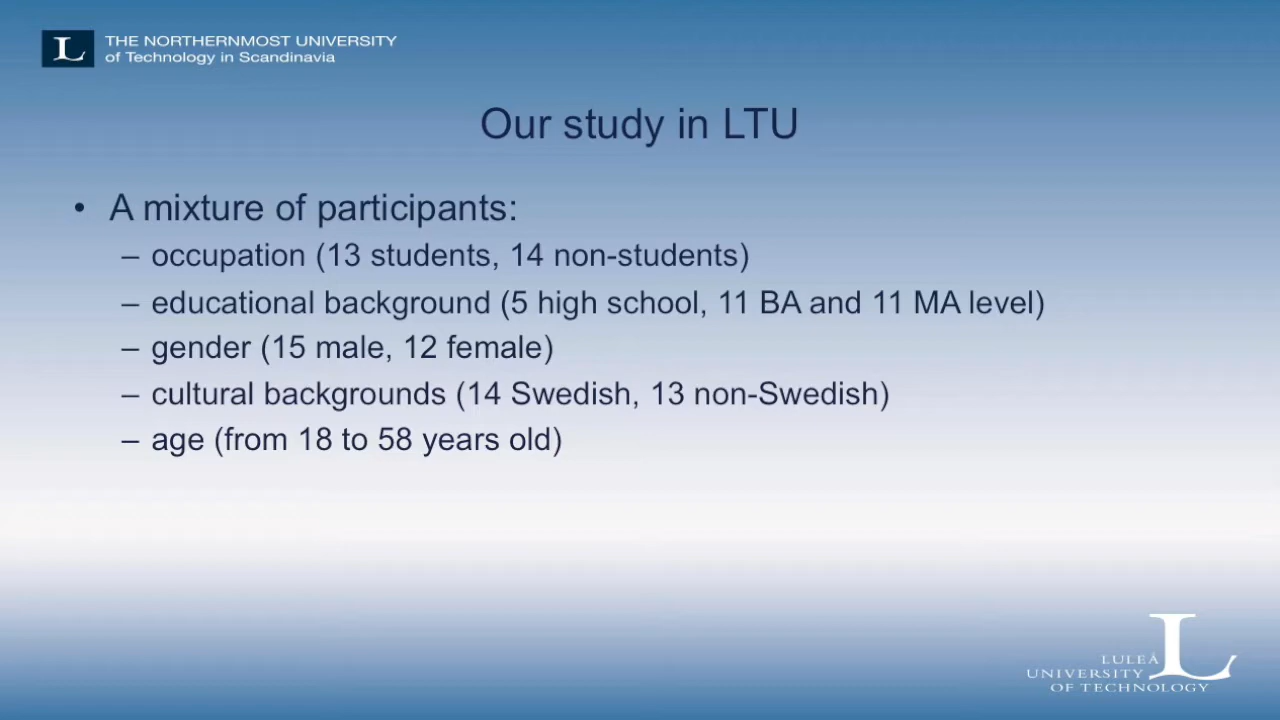 L THE NORTHERNMOST UNIVERSITY
of Technology in Scandinavia
Our study in LTU
• A mixture of participants:
– occupation (13 students, 14 non-students)
– educational background (5 high school, 11 BA and 11 MA level)
– gender (15 male, 12 female)
– cultural backgrounds (14 Swedish, 13 non-Swedish)
– age (from 18 to 58 years old)
L
LULEÅ
UNIVERSITY
OF TECHNOLOGY